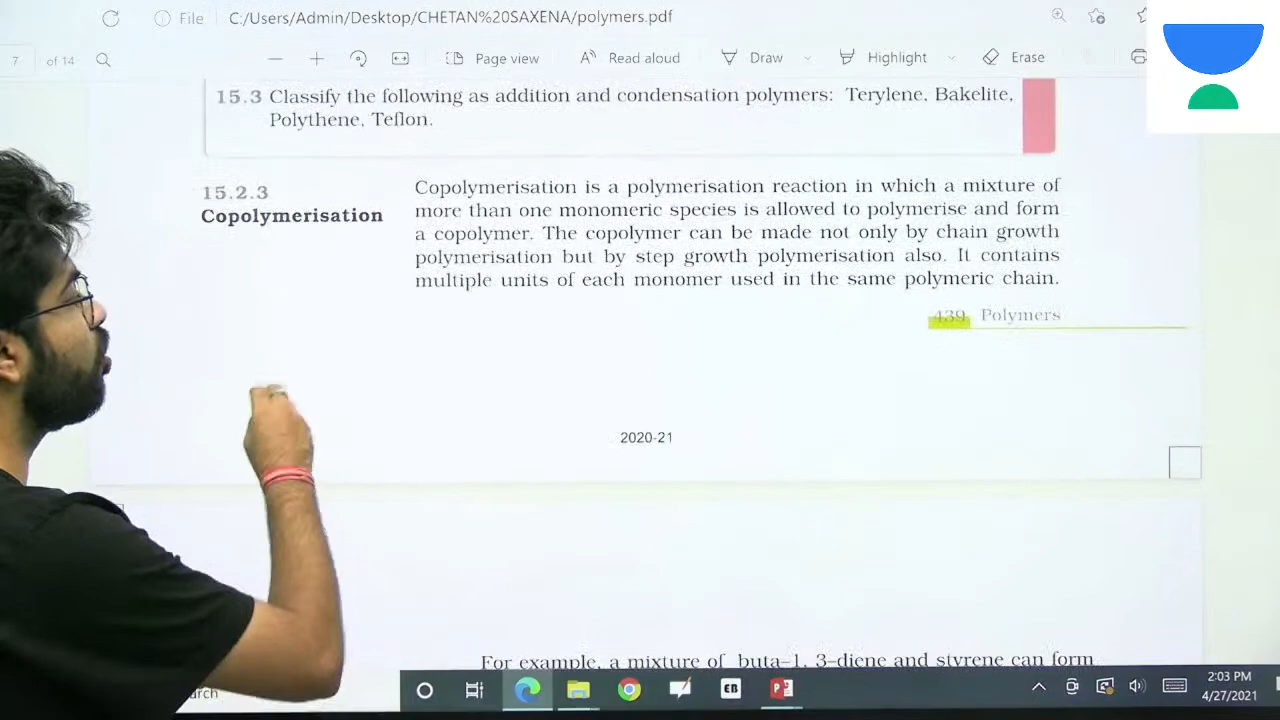 File C:/Users/Admin/Desktop/CHETAN%20SAXENA/polymers.pdf
7 of 14 Page view Read aloud Draw Highlight Erase
15.3 Classify the following as addition and condensation polymers: Terylene, Bakelite,
Polythene, Teflon.
15.2.3
Copolymerisation
Copolymerisation is a polymerisation reaction in which a mixture of
more than one monomeric species is allowed to polymerise and form
a copolymer. The copolymer can be made not only by chain growth
polymerisation but by step growth polymerisation also. It contains
multiple units of each monomer used in the same polymeric chain.
439 Polymers
2020-21
For example, a mixture of buta-1, 3-diene and styrene can form
EB
2:03 PM
4/27/2021